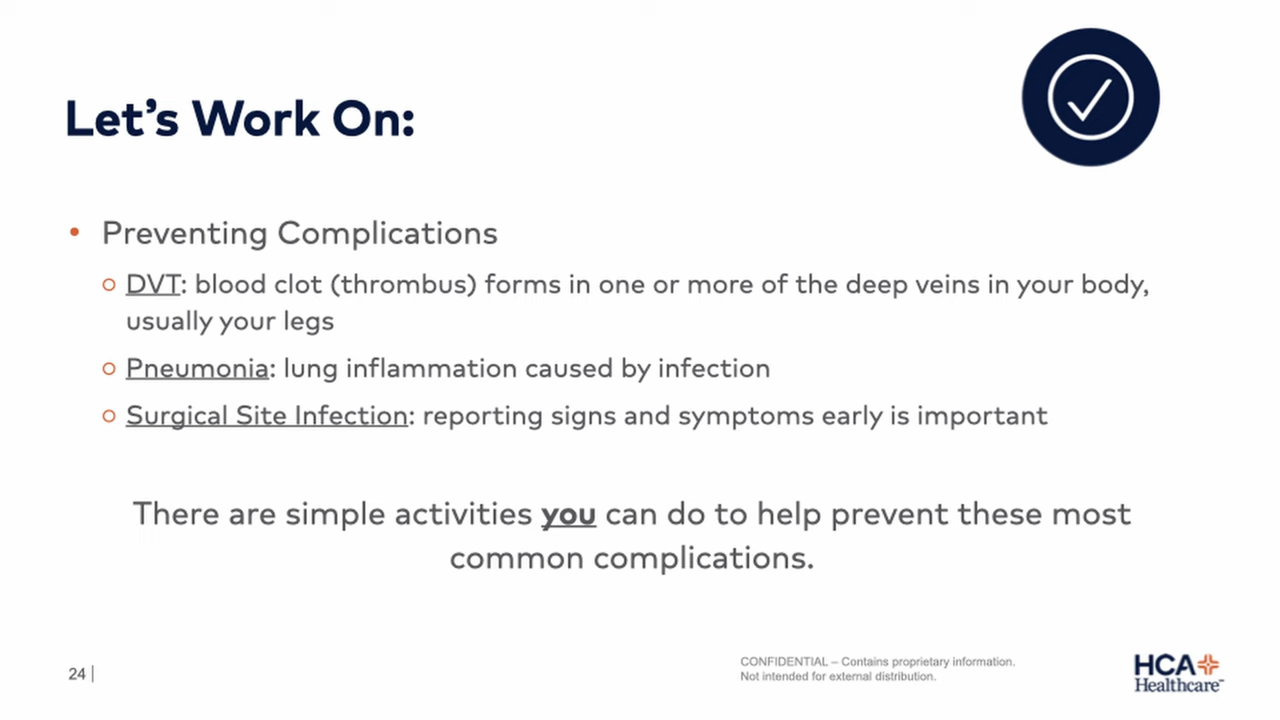 Let’s Work On:
• Preventing Complications
○ DVT: blood clot (thrombus) forms in one or more of the deep veins in your body,
usually your legs
○ Pneumonia: lung inflammation caused by infection
○ Surgical Site Infection: reporting signs and symptoms early is important
There are simple activities you can do to help prevent these most
common complications.
24 |
CONFIDENTIAL – Contains proprietary information.
Not intended for external distribution.
HCA
Healthcare™